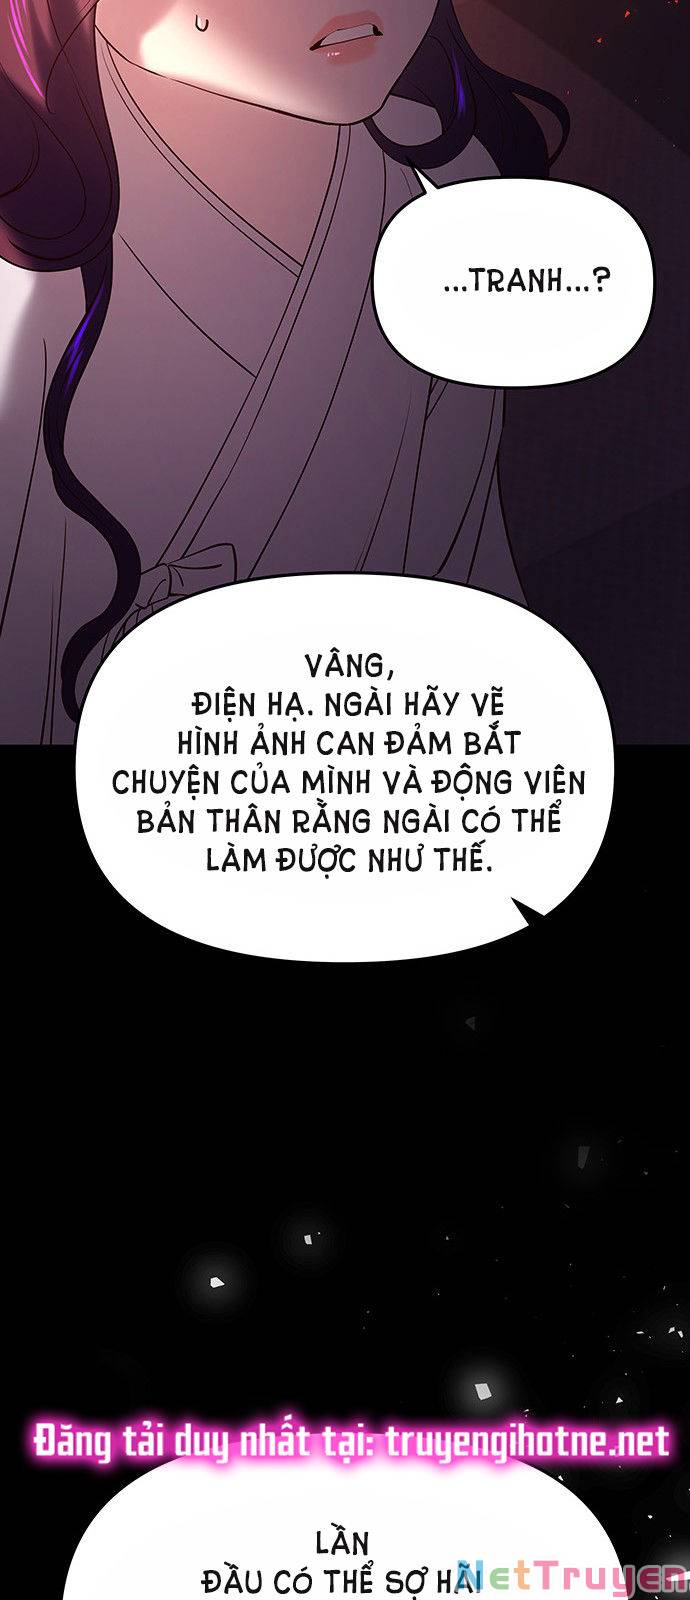 ...TRANH...?
VÂNG,
ĐIỆN HẠ. NGÀI HÃY VẼ
HÌNH ẢNH CAN ĐẢM BẮT
CHUYỆN CỦA MÌNH VÀ ĐỘNG VIÊN
BẢN THÂN RẰNG NGÀI CÓ THỂ
LÀM ĐƯỢC NHƯ THẾ.
Đăng tải duy nhất tại: truyengihotne.net
LẦN
ĐẦU CÓ THỂ SỢ HÃI
NetTruyen